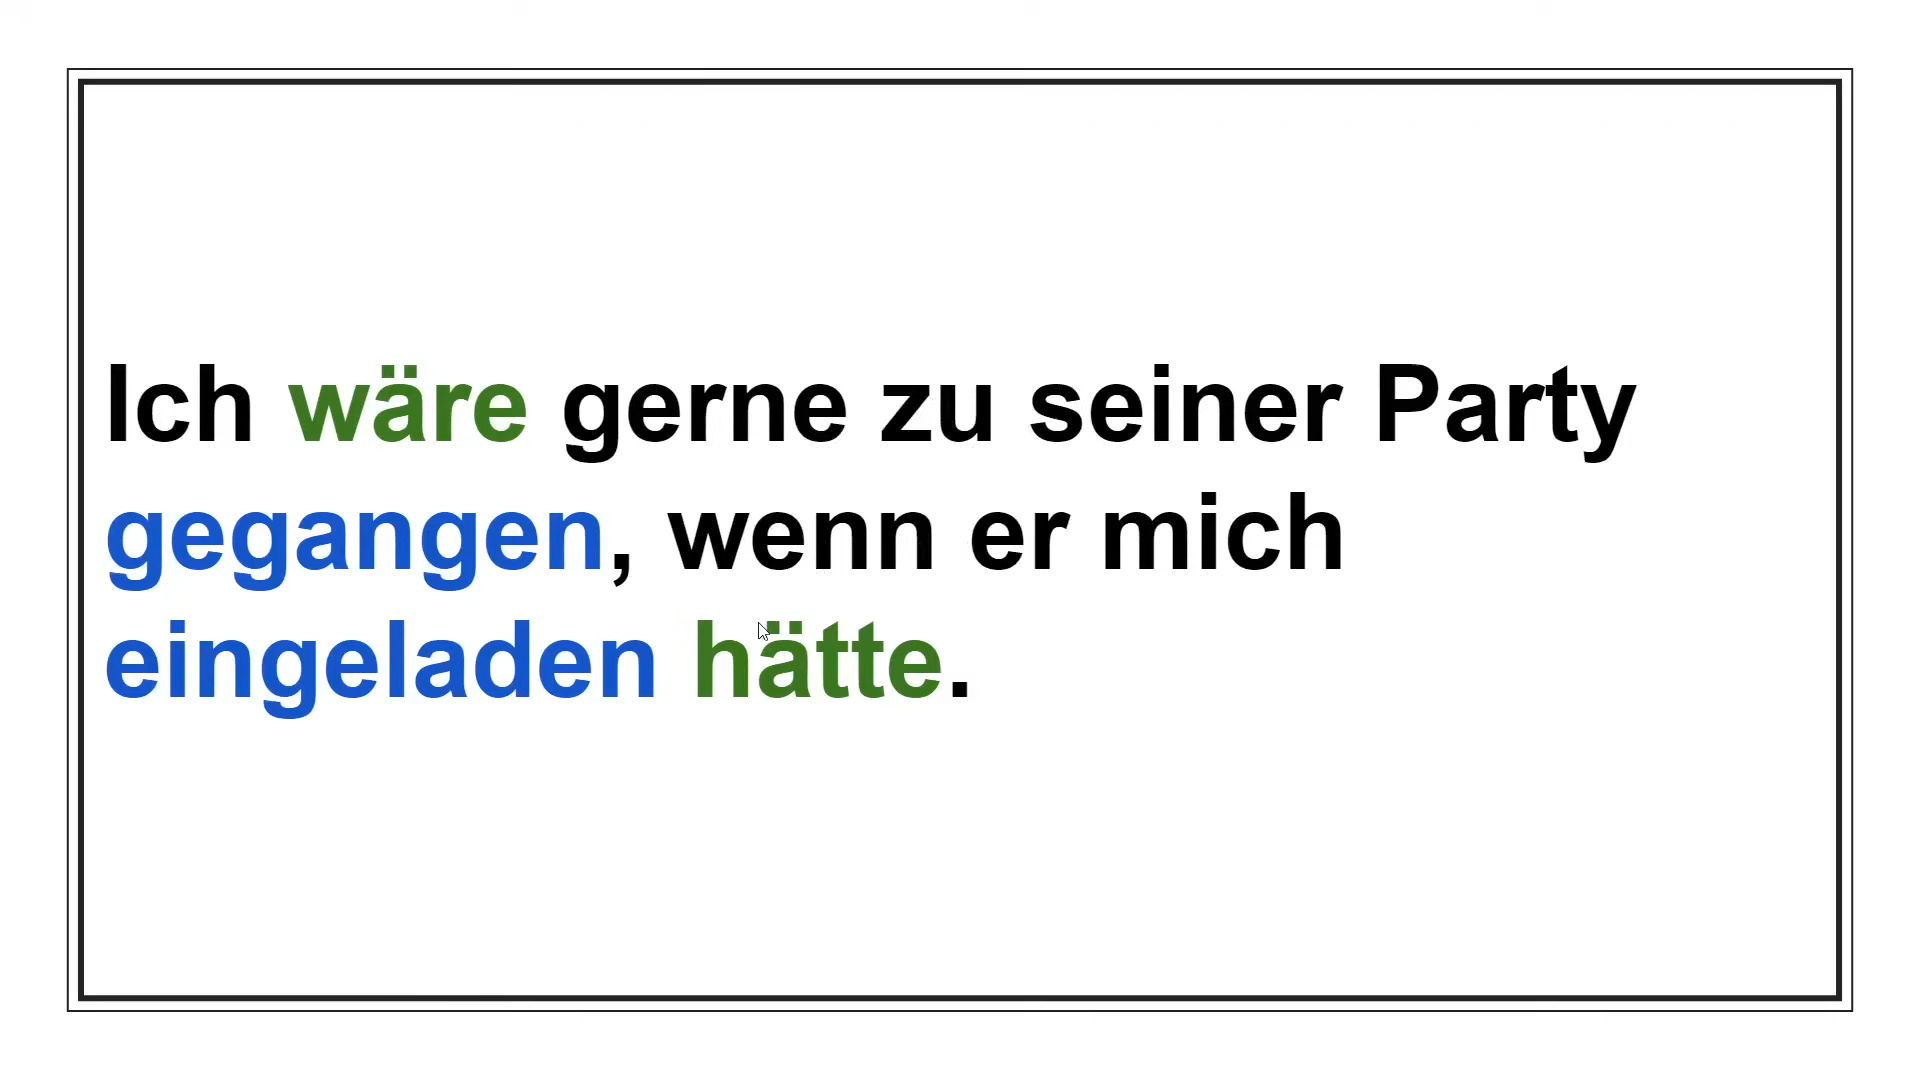 Ich wäre gerne zu seiner Party
gegangen, wenn er mich
eingeladen hätte.